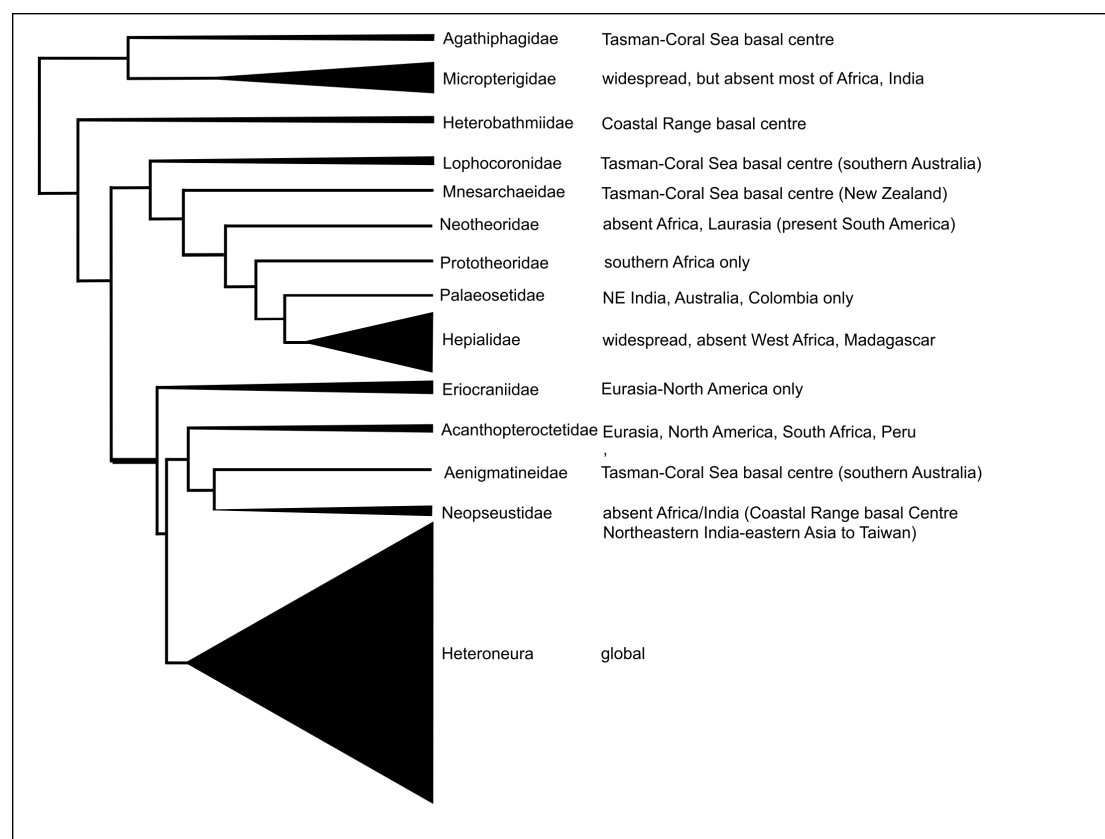 Agathiphagidae Tasman-Coral Sea basal centre
Micropterigidae widespread, but absent most of Africa, India
Heterobathmiidae Coastal Range basal centre
Lophocoronidae Tasman-Coral Sea basal centre (southern Australia)
Mnesarchaeidae Tasman-Coral Sea basal centre (New Zealand)
Neotheoridae absent Africa, Laurasia (present South America)
Prototheoridae southern Africa only
Palaeosetidae NE India, Australia, Colombia only
Hepialidae widespread, absent West Africa, Madagascar
Eriocraniidae Eurasia-North America only
Acanthopteroctetidae Eurasia, North America, South Africa, Peru
,
Aenigmatineidae Tasman-Coral Sea basal centre (southern Australia)
Neopseustidae absent Africa/India (Coastal Range basal Centre
Northeastern India-eastern Asia to Taiwan)
Heteroneura global